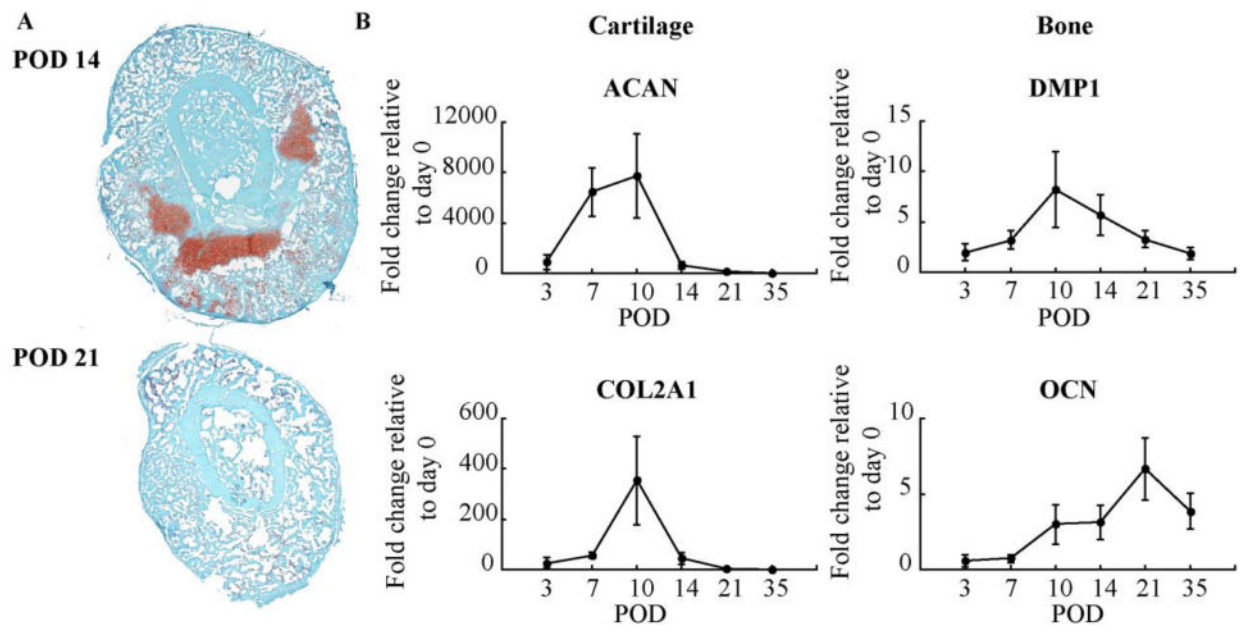 A
B
POD 14
POD 21
Cartilage
Bone
ACAN
Fold change relative
to day 0
12000
8000
4000
0
3 7 10 14 21 35
POD
DMP1
Fold change relative
to day 0
15
10
5
0
3 7 10 14 21 35
POD
COL2A1
Fold change relative
to day 0
600
400
200
0
3 7 10 14 21 35
POD
OCN
Fold change relative
to day 0
10
5
0
3 7 10 14 21 35
POD